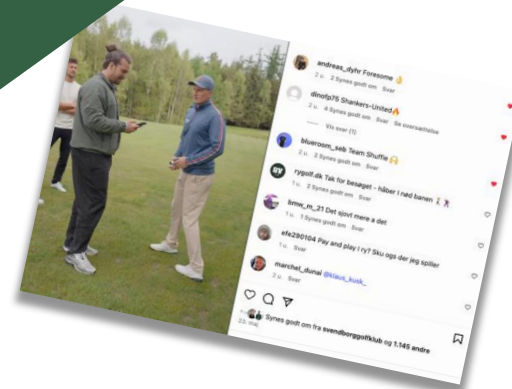 andreas_dyhr Foresome 👌
2 u. 2 Synes godt om Svar
dinofp75 Shankers-United🔥
2 u. 4 Synes godt om Svar Se oversættelse
Vis svar (1)
blueroom_seb Team Shuffle 🙌
2 u. 2 Synes godt om Svar
rygolf.dk Tak for besøget - håber I nød banen
1 u. 2 Synes godt om Svar
bmw_m_21 Det sjovt mere a det
1 u. 1 Synes godt om Svar
efe290104 Pay and play i ry? Sku ogs der jeg spiller
1 u. Svar
marchel_dunai @klaus_kusk_
2 u. Svar
Synes godt om fra svendborggolfklub og 1.145 andre
23. maj